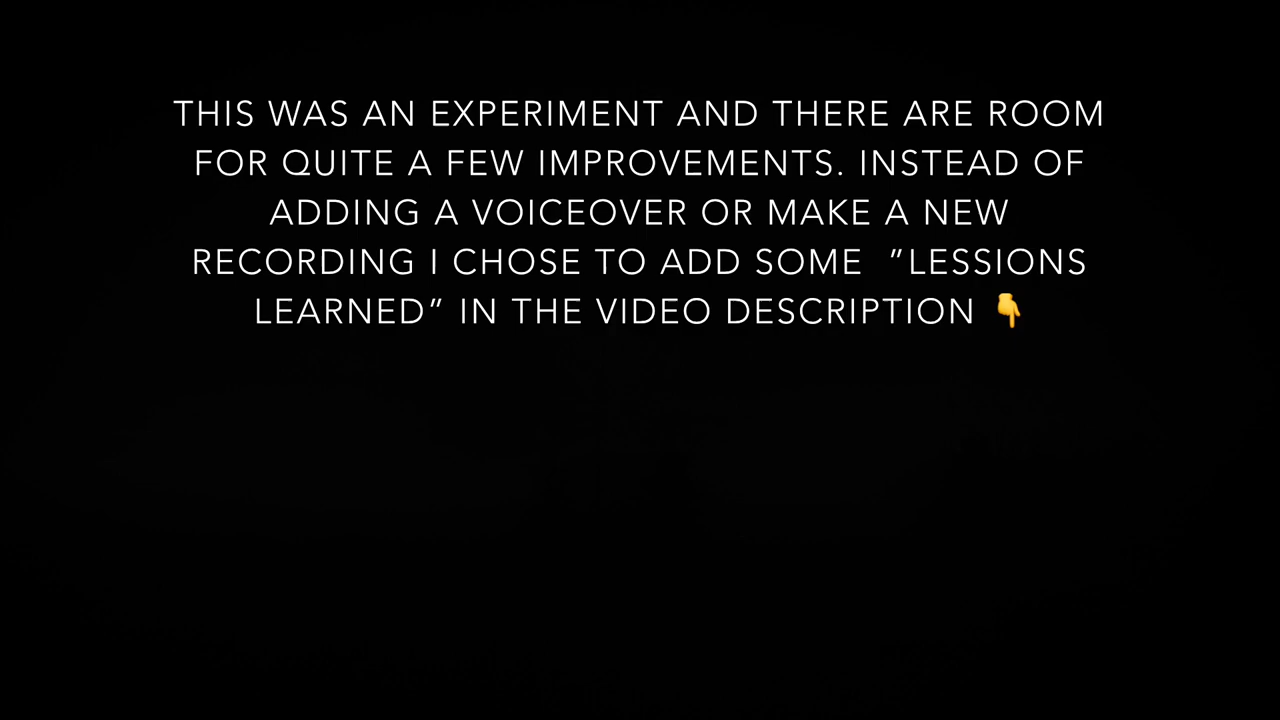 THIS WAS AN EXPERIMENT AND THERE ARE ROOM
FOR QUITE A FEW IMPROVEMENTS. INSTEAD OF
ADDING A VOICEOVER OR MAKE A NEW
RECORDING I CHOSE TO ADD SOME  ”LESSIONS
LEARNED” IN THE VIDEO DESCRIPTION 👇